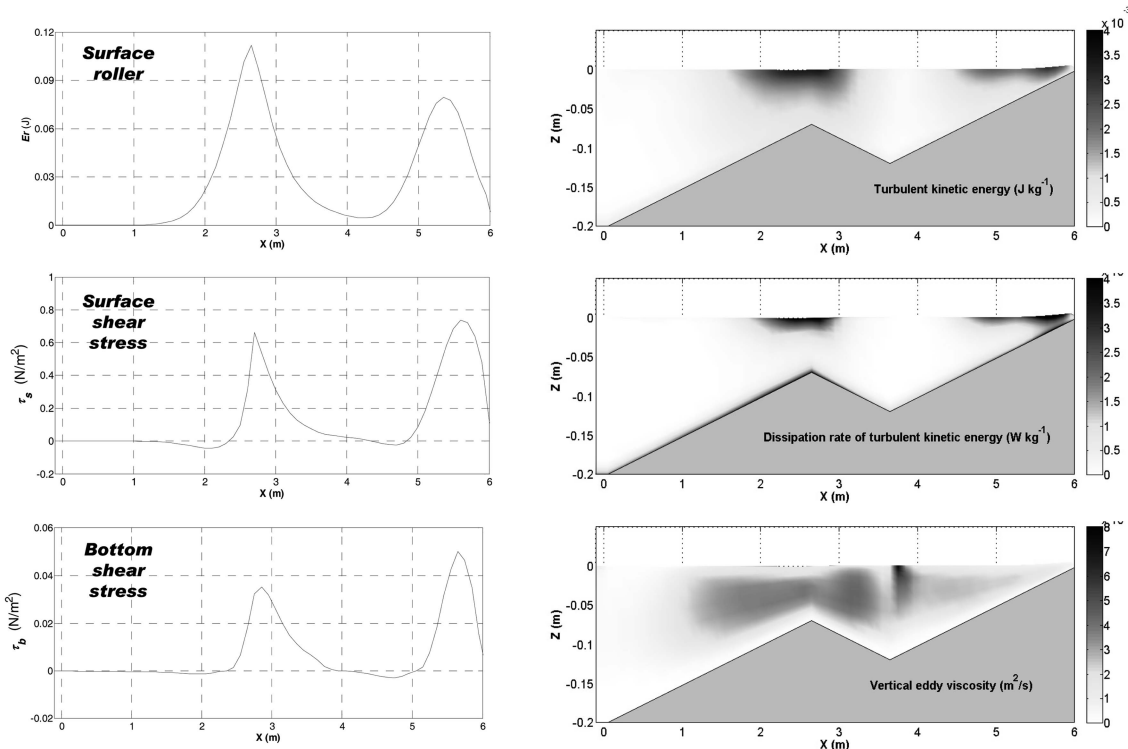 Surface
roller
0.12
0.09
0.06
0.03
0
Er (J)
0 1 2 3 4 5 6
X (m)
0
-0.05
-0.1
-0.15
-0.2
Z (m)
Turbulent kinetic energy (J kg-1)
0 1 2 3 4 5 6
X (m)
x 10
4
3.5
3
2.5
2
1.5
1
0.5
0
Surface
shear
stress
1
0.8
0.6
0.4
0.2
0
-0.2
τs (N/m2)
0 1 2 3 4 5 6
X (m)
0
-0.05
-0.1
-0.15
-0.2
Z (m)
Dissipation rate of turbulent kinetic energy (W kg-1)
0 1 2 3 4 5 6
X (m)
4
3.5
3
2.5
2
1.5
1
0.5
0
Bottom
shear
stress
0.06
0.04
0.02
0
-0.02
τb (N/m2)
0 1 2 3 4 5 6
X (m)
0
-0.05
-0.1
-0.15
-0.2
Z (m)
Vertical eddy viscosity (m2/s)
0 1 2 3 4 5 6
X (m)
8
7
6
5
4
3
2
1
0